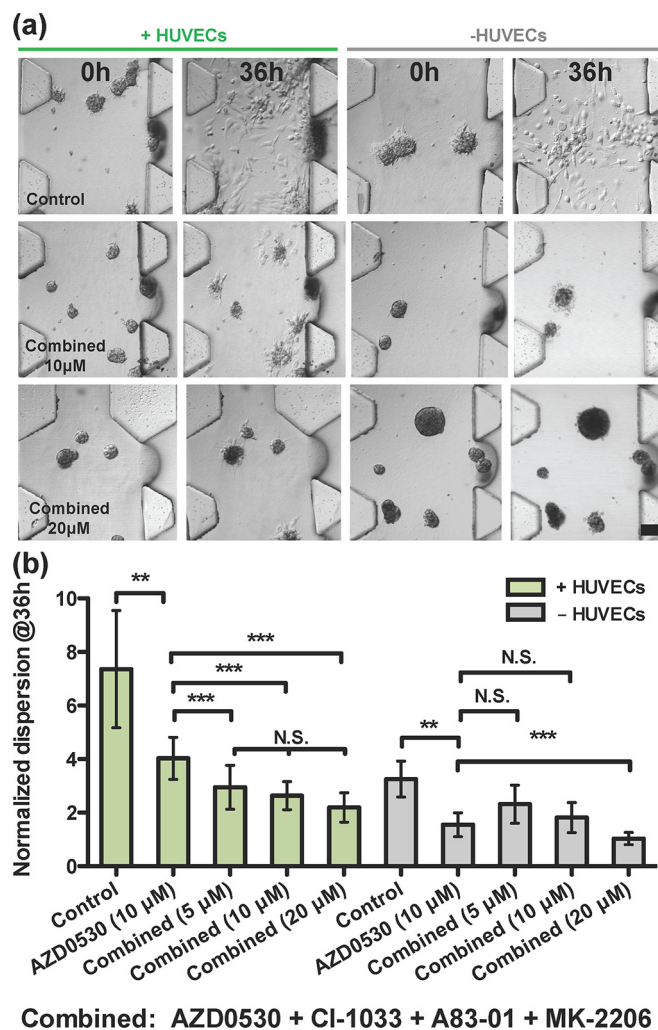 (a)
+ HUVECs
-HUVECs
0h
36h
0h
36h
Control
Combined
10μM
Combined
20μM
(b)
Normalized dispersion @36h
10
8
6
4
2
0
**
***
***
***
N.S.
**
N.S.
N.S.
***
+ HUVECs
– HUVECs
Control
AZD0530 (10 μM)
Combined (5 μM)
Combined (10 μM)
Combined (20 μM)
Control
AZD0530 (10 μM)
Combined (5 μM)
Combined (10 μM)
Combined (20 μM)
Combined: AZD0530 + CI-1033 + A83-01 + MK-2206